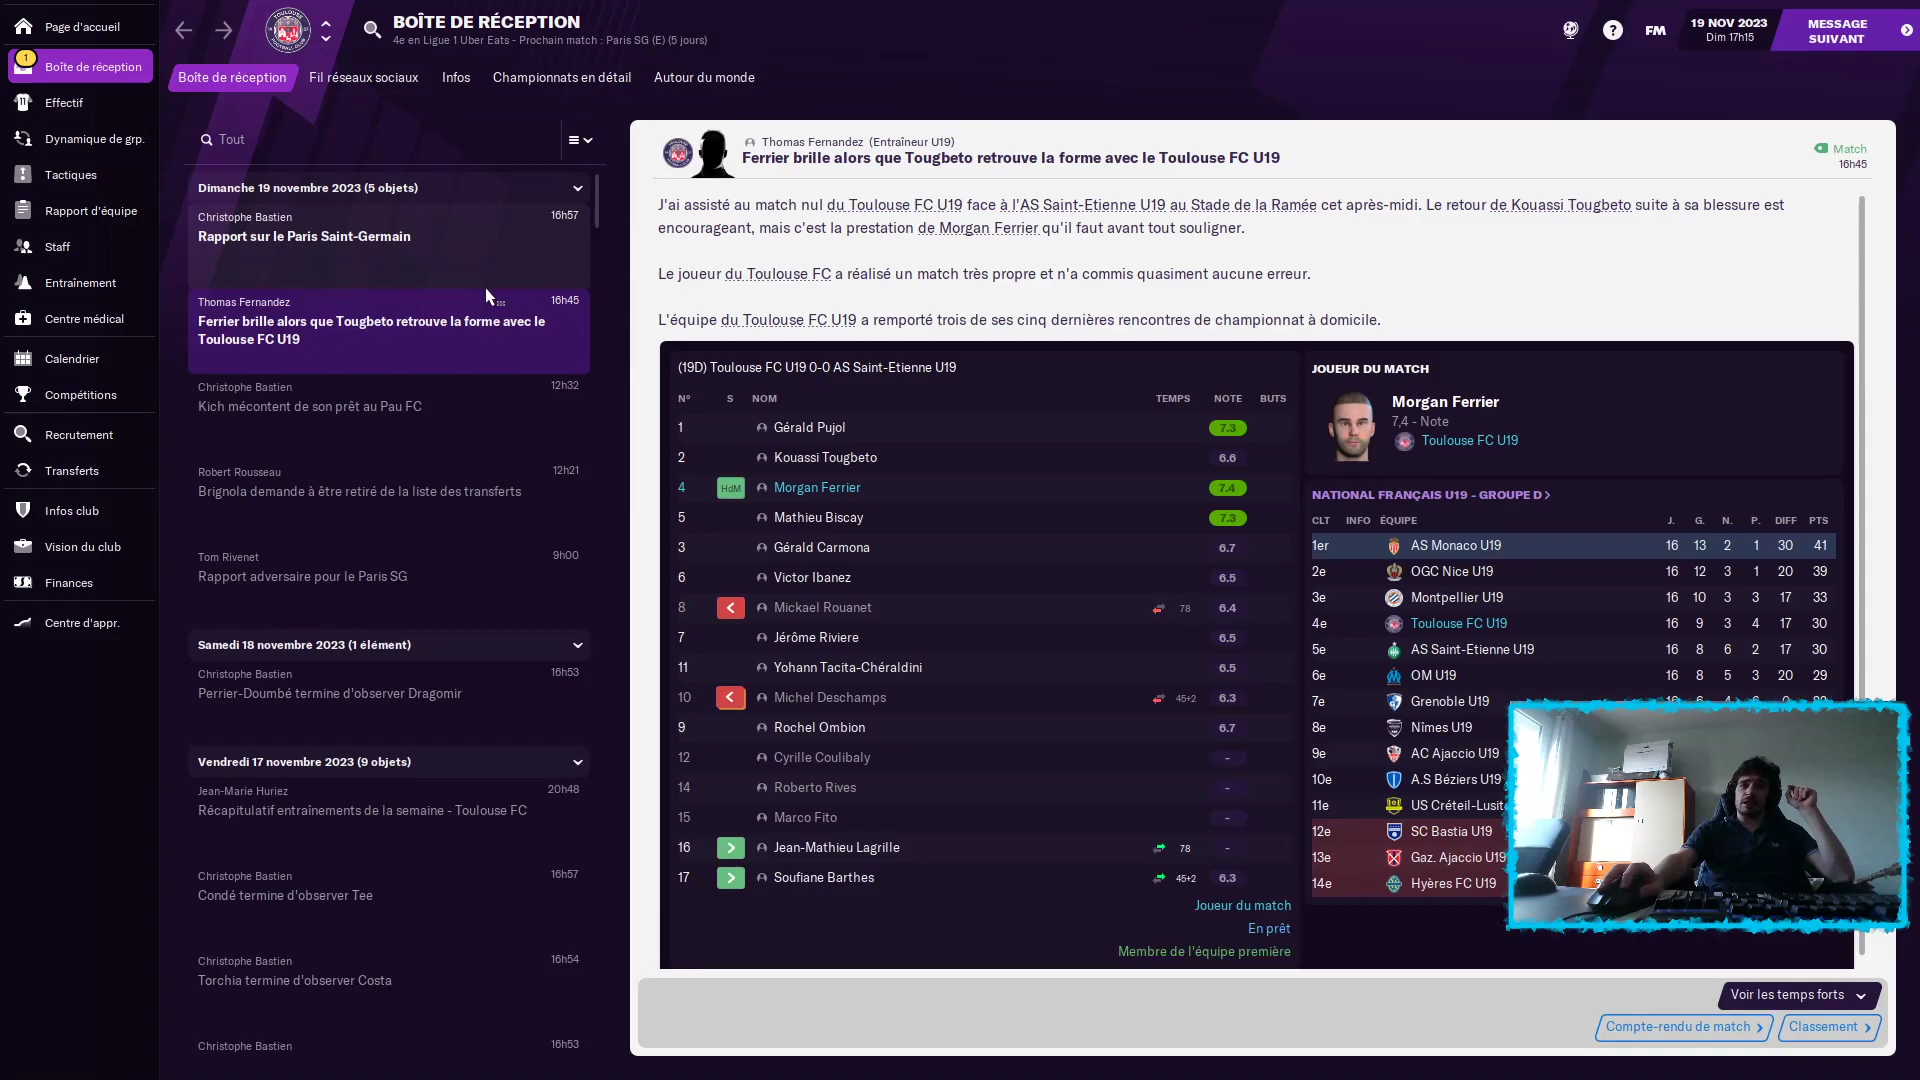 Page d'accueil
1
Boîte de réception
Effectif
Dynamique de grp.
Tactiques
Rapport d'équipe
Staff
Entraînement
Centre médical
Calendrier
Compétitions
Recrutement
Transferts
Infos club
Vision du club
Finances
Centre d'appr.
BOÎTE DE RÉCEPTION
4e en Ligue 1 Uber Eats - Prochain match : Paris SG (E) (5 jours)
FM
19 NOV 2023
Dim 17h15
MESSAGE
SUIVANT
Boîte de réception Fil réseaux sociaux Infos Championnats en détail Autour du monde
Tout
Dimanche 19 novembre 2023 (5 objets)
Christophe Bastien 16h57
Rapport sur le Paris Saint-Germain
Thomas Fernandez 16h45
Ferrier brille alors que Tougbeto retrouve la forme avec le
Toulouse FC U19
Christophe Bastien 12h32
Kich mécontent de son prêt au Pau FC
Robert Rousseau 12h21
Brignola demande à être retiré de la liste des transferts
Tom Rivenet 9h00
Rapport adversaire pour le Paris SG
Samedi 18 novembre 2023 (1 élément)
Christophe Bastien 16h53
Perrier-Doumbé termine d'observer Dragomir
Vendredi 17 novembre 2023 (9 objets)
Jean-Marie Huriez 20h48
Récapitulatif entraînements de la semaine - Toulouse FC
Christophe Bastien 16h57
Condé termine d'observer Tee
Christophe Bastien 16h54
Torchia termine d'observer Costa
Christophe Bastien 16h53
Thomas Fernandez (Entraîneur U19)
Ferrier brille alors que Tougbeto retrouve la forme avec le Toulouse FC U19
Match
16h45
J'ai assisté au match nul du Toulouse FC U19 face à l'AS Saint-Etienne U19 au Stade de la Ramée cet après-midi. Le retour de Kouassi Tougbeto suite à sa blessure est
encourageant, mais c'est la prestation de Morgan Ferrier qu'il faut avant tout souligner.
Le joueur du Toulouse FC a réalisé un match très propre et n'a commis quasiment aucune erreur.
L'équipe du Toulouse FC U19 a remporté trois de ses cinq dernières rencontres de championnat à domicile.
(19D) Toulouse FC U19 0-0 AS Saint-Etienne U19
N° S NOM TEMPS NOTE BUTS
1 Gérald Pujol 7.3
2 Kouassi Tougbeto 6.6
4 HdM Morgan Ferrier 7.4
5 Mathieu Biscay 7.3
3 Gérald Carmona 6.7
6 Victor Ibanez 6.5
8 Mickael Rouanet 78 6.4
7 Jérôme Riviere 6.5
11 Yohann Tacita-Chéraldini 6.5
10 Michel Deschamps 45+2 6.3
9 Rochel Ombion 6.7
12 Cyrille Coulibaly -
14 Roberto Rives -
15 Marco Fito -
16 Jean-Mathieu Lagrille 78 -
17 Soufiane Barthes 45+2 6.3
Joueur du match
En prêt
Membre de l'équipe première
JOUEUR DU MATCH
Morgan Ferrier
7,4 - Note
Toulouse FC U19
NATIONAL FRANÇAIS U19 - GROUPE D
CLT INFO ÉQUIPE J. G. N. P. DIFF PTS
1er AS Monaco U19 16 13 2 1 30 41
2e OGC Nice U19 16 12 3 1 20 39
3e Montpellier U19 16 10 3 3 17 33
4e Toulouse FC U19 16 9 3 4 17 30
5e AS Saint-Etienne U19 16 8 6 2 17 30
6e OM U19 16 8 5 3 20 29
7e Grenoble U19
8e Nîmes U19
9e AC Ajaccio U19
10e A.S Béziers U19
11e US Créteil-Lusit
12e SC Bastia U19
13e Gaz. Ajaccio U19
14e Hyères FC U19
Voir les temps forts
Compte-rendu de match
Classement